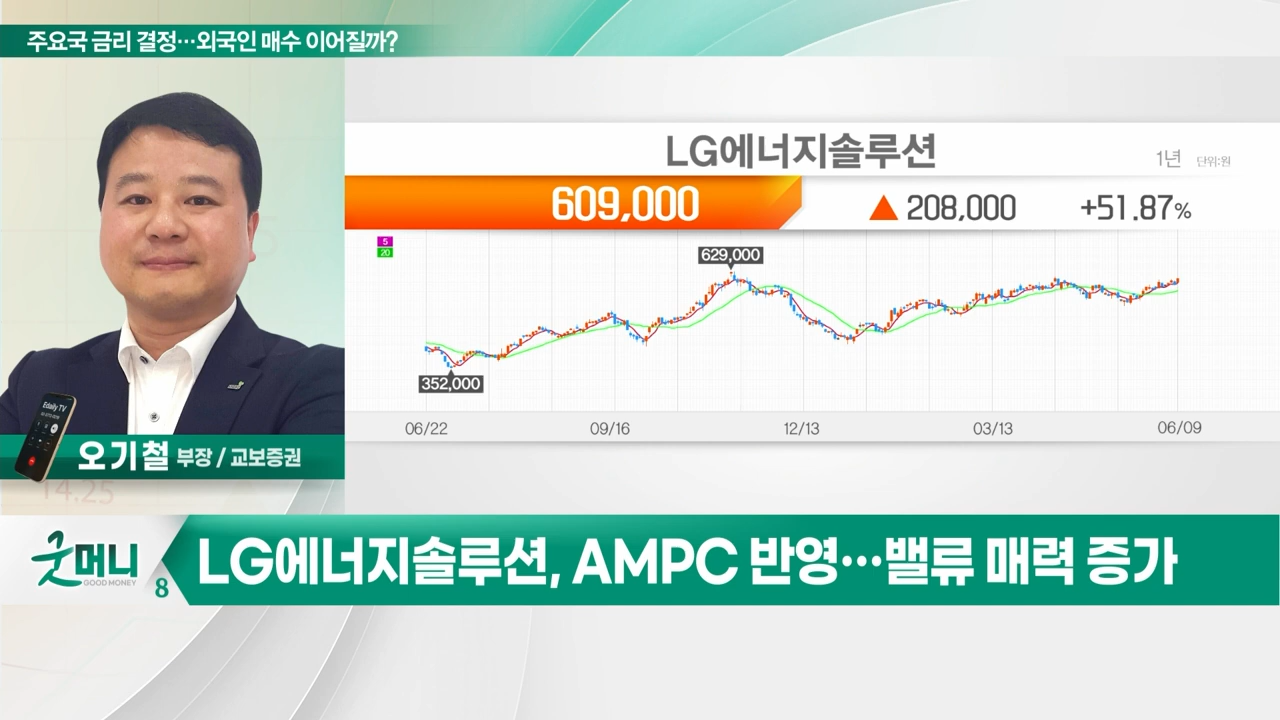 주요국 금리 결정…외국인 매수 이어질까?
LG에너지솔루션
1년 단위:원
609,000 ▲ 208,000 +51.87%
5
20
629,000
352,000
06/22 09/16 12/13 03/13 06/09
Edaily TV
오기철 부장 / 교보증권
14.25
굿머니
GOOD MONEY
8
LG에너지솔루션, AMPC 반영…밸류 매력 증가